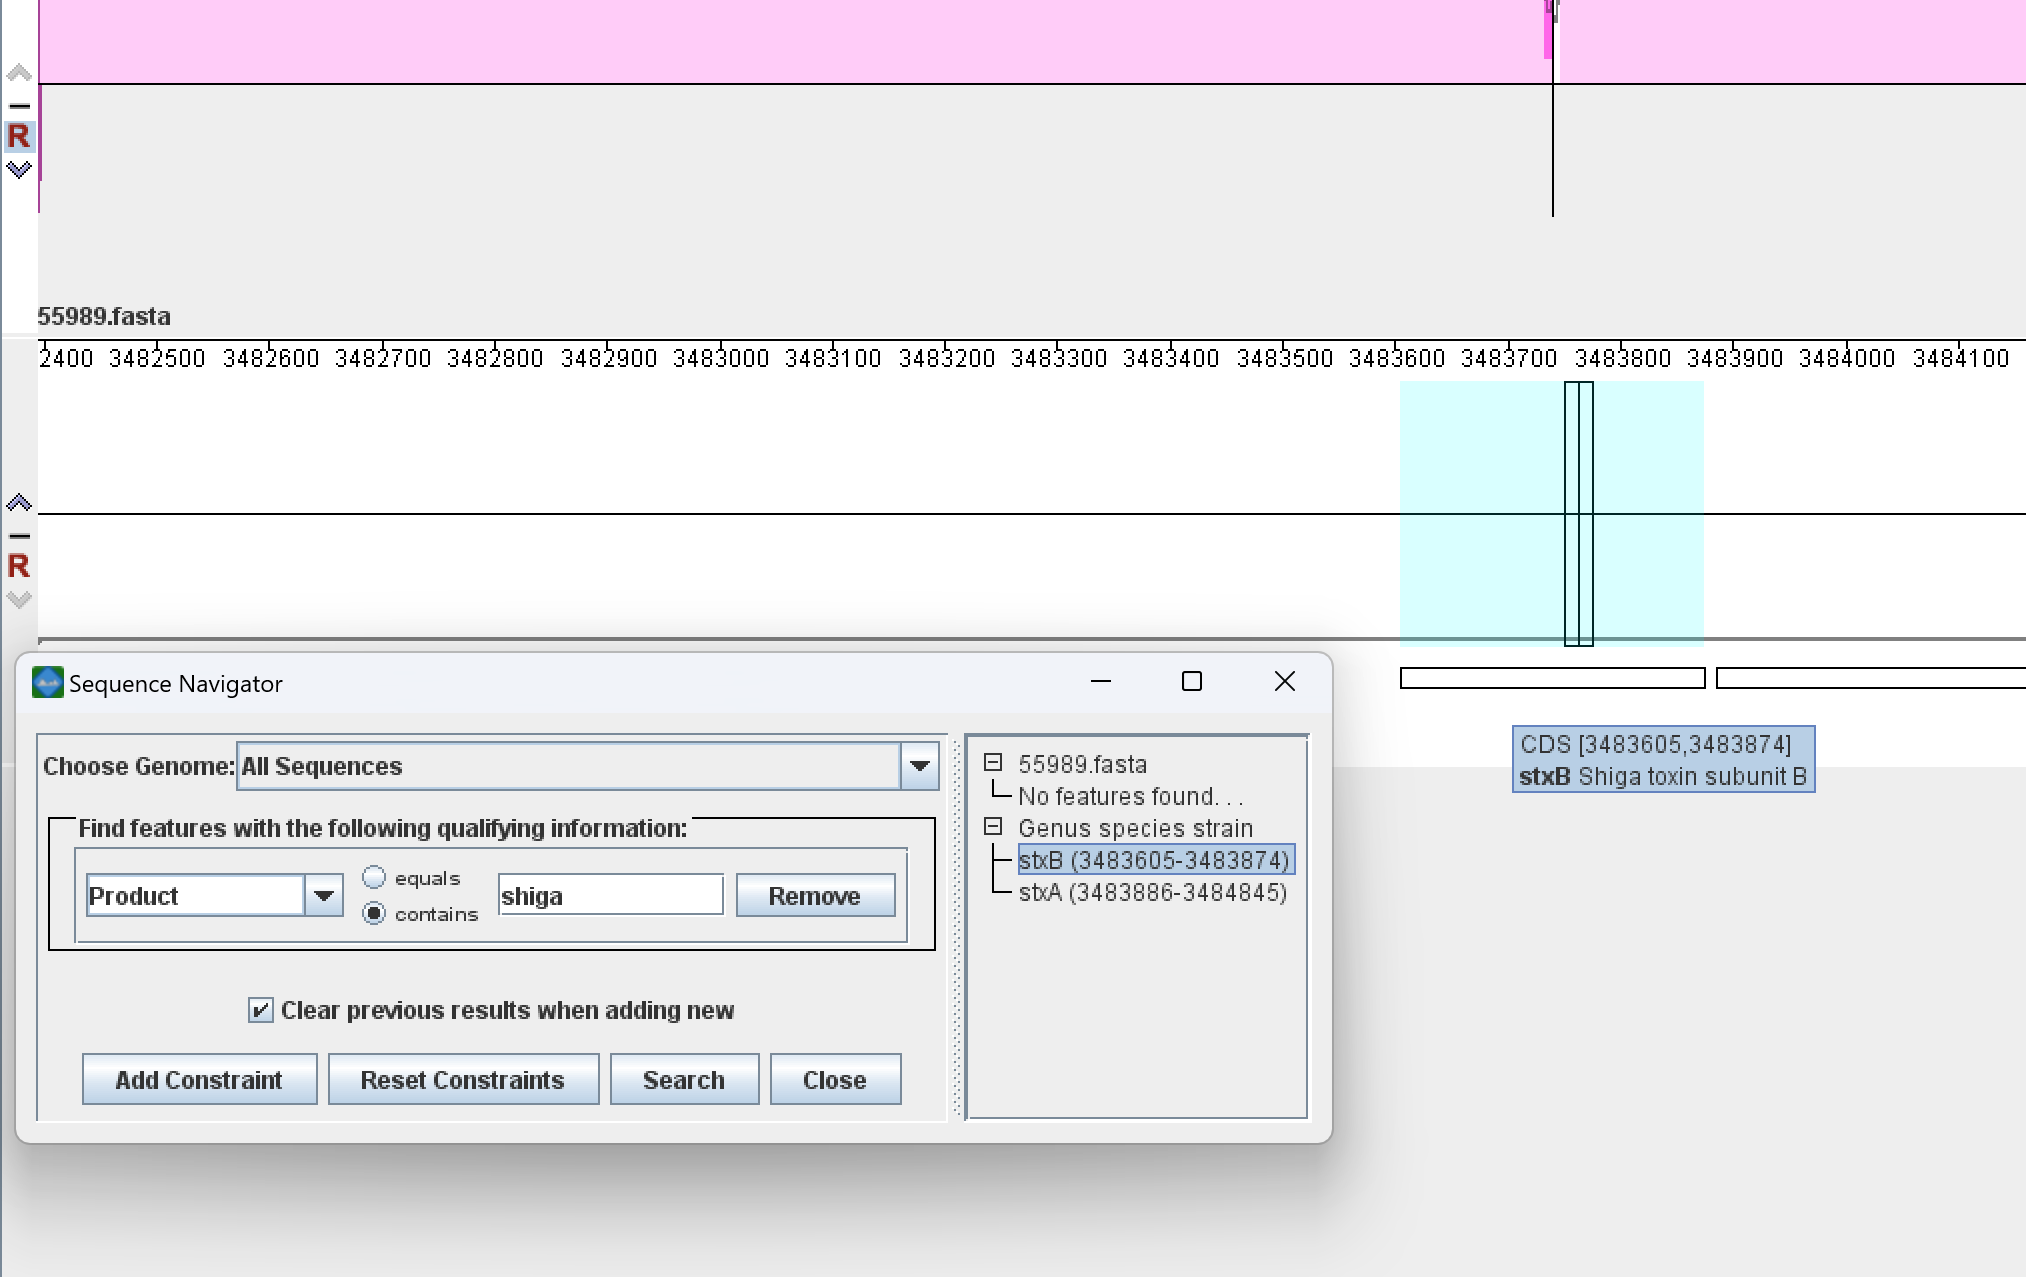 R
55989.fasta
2400 3482500 3482600 3482700 3482800 3482900 3483000 3483100 3483200 3483300 3483400 3483500 3483600 3483700 3483800 3483900 3484000 3484100
R
Sequence Navigator
Choose Genome: All Sequences
Find features with the following qualifying information:
Product
equals
contains
shiga
Remove
Clear previous results when adding new
Add Constraint Reset Constraints Search Close
55989.fasta
No features found. . .
Genus species strain
stxB (3483605-3483874)
stxA (3483886-3484845)
CDS [3483605,3483874]
stxB Shiga toxin subunit B